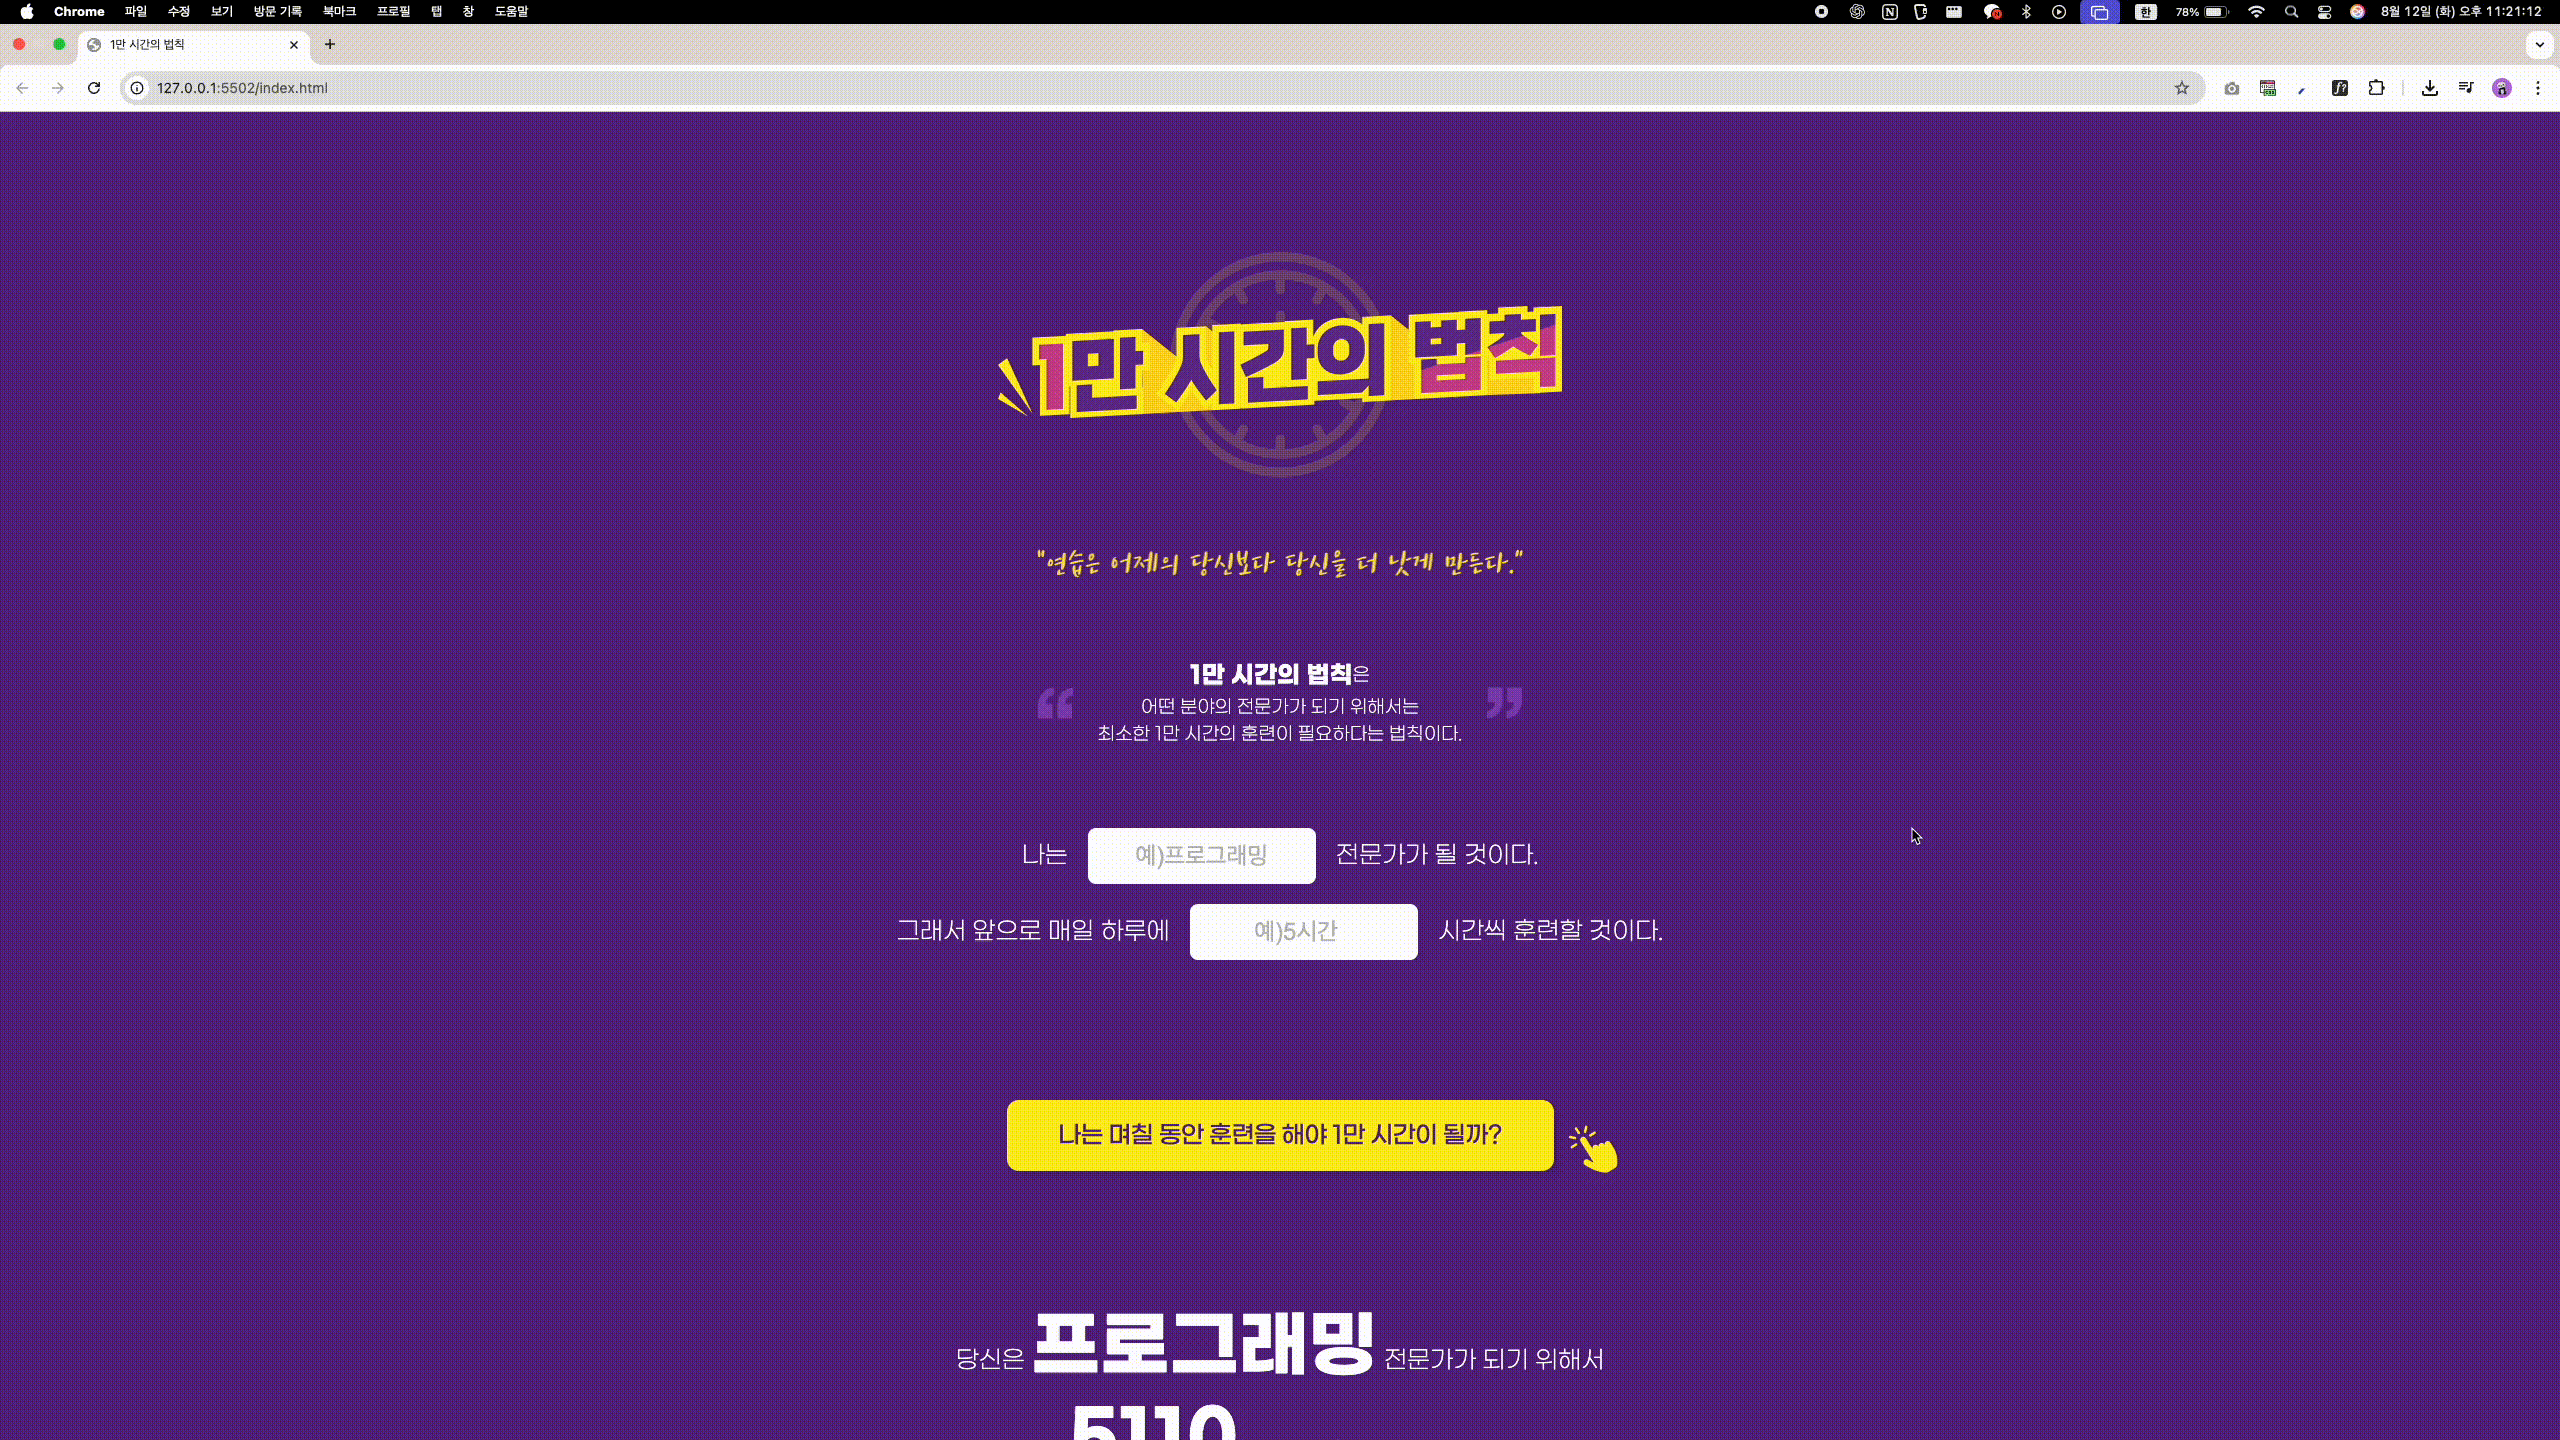 Chrome 파일 수정 보기 방문 기록 북마크 프로필 탭 창 도움말 한 78% 8월 12일 (화) 오후 11:21:12
1만 시간의 법칙
127.0.0.1:5502/index.html
1만 시간의 법칙
"연습은 어제의 당신보다 당신을 더 낫게 만든다."
1만 시간의 법칙은
어떤 분야의 전문가가 되기 위해서는
최소한 1만 시간의 훈련이 필요하다는 법칙이다.
나는 예)프로그래밍 전문가가 될 것이다.
그래서 앞으로 매일 하루에 예)5시간 시간씩 훈련할 것이다.
나는 며칠 동안 훈련을 해야 1만 시간이 될까?
당신은 프로그래밍 전문가가 되기 위해서
5110